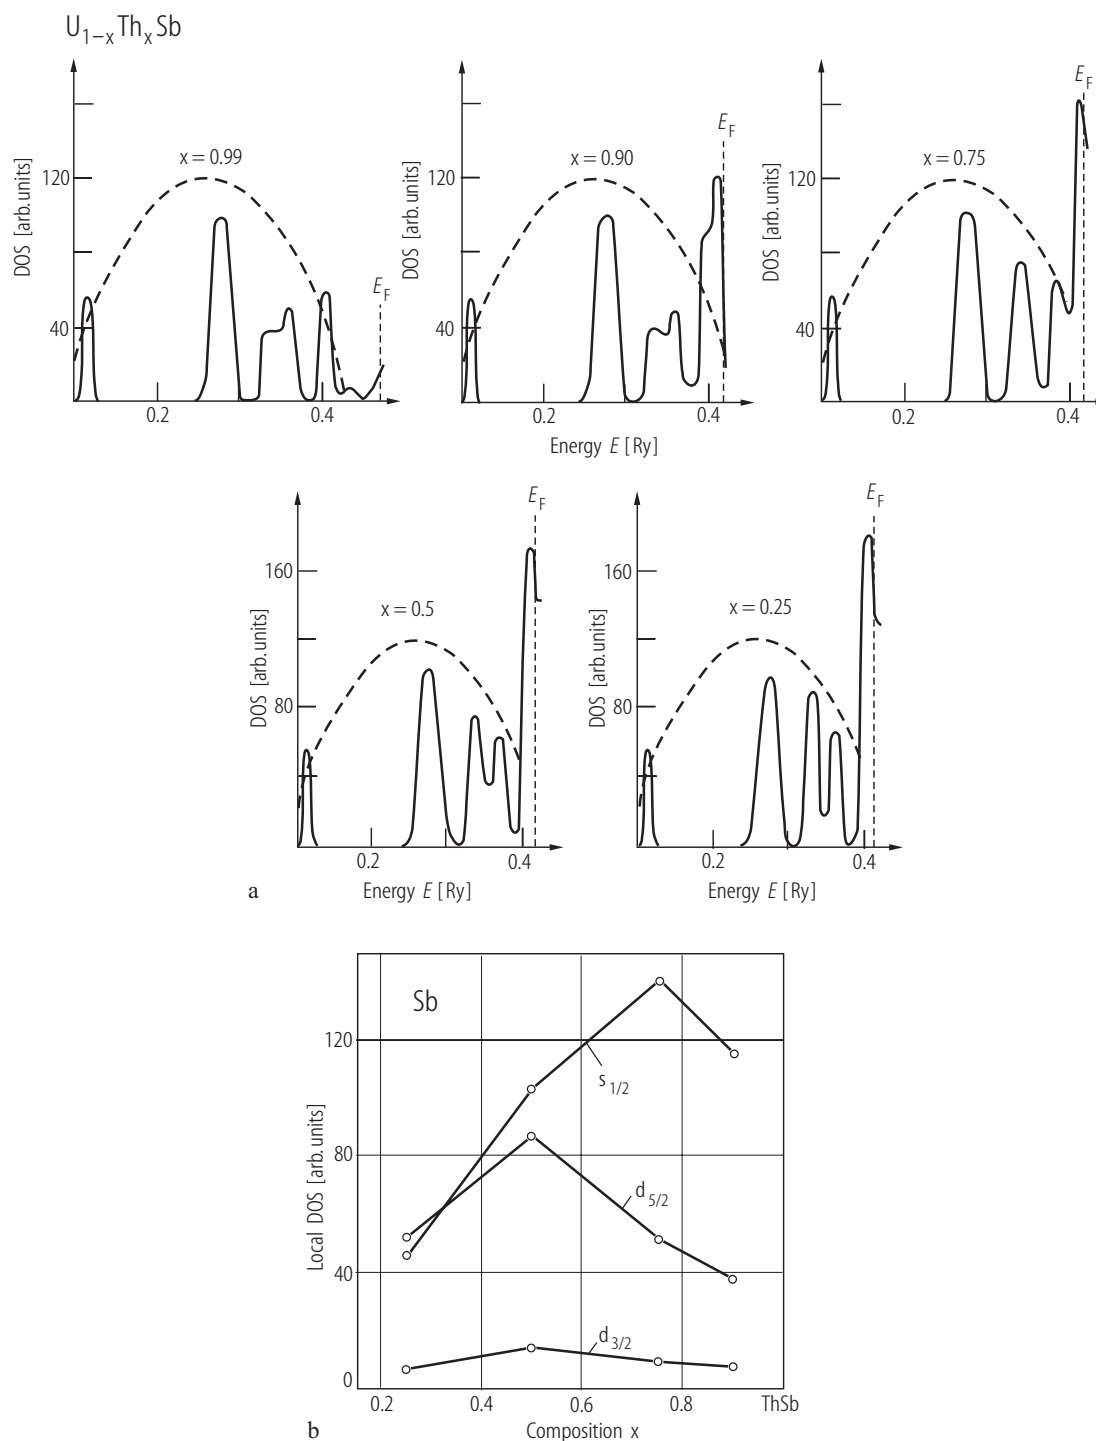 U1−xThxSb
DOS [arb. units]
120
40
x = 0.99
EF
0.2
0.4
DOS [arb. units]
120
40
x = 0.90
EF
0.2
0.4
Energy E [Ry]
DOS [arb. units]
120
40
x = 0.75
EF
0.2
0.4
DOS [arb. units]
160
80
x = 0.5
EF
0.2
0.4
Energy E [Ry]
DOS [arb. units]
160
80
x = 0.25
EF
0.2
0.4
Energy E [Ry]
a
Sb
Local DOS [arb. units]
120
80
40
0
s1/2
d5/2
d3/2
0.2
0.4
0.6
0.8
ThSb
Composition x
b